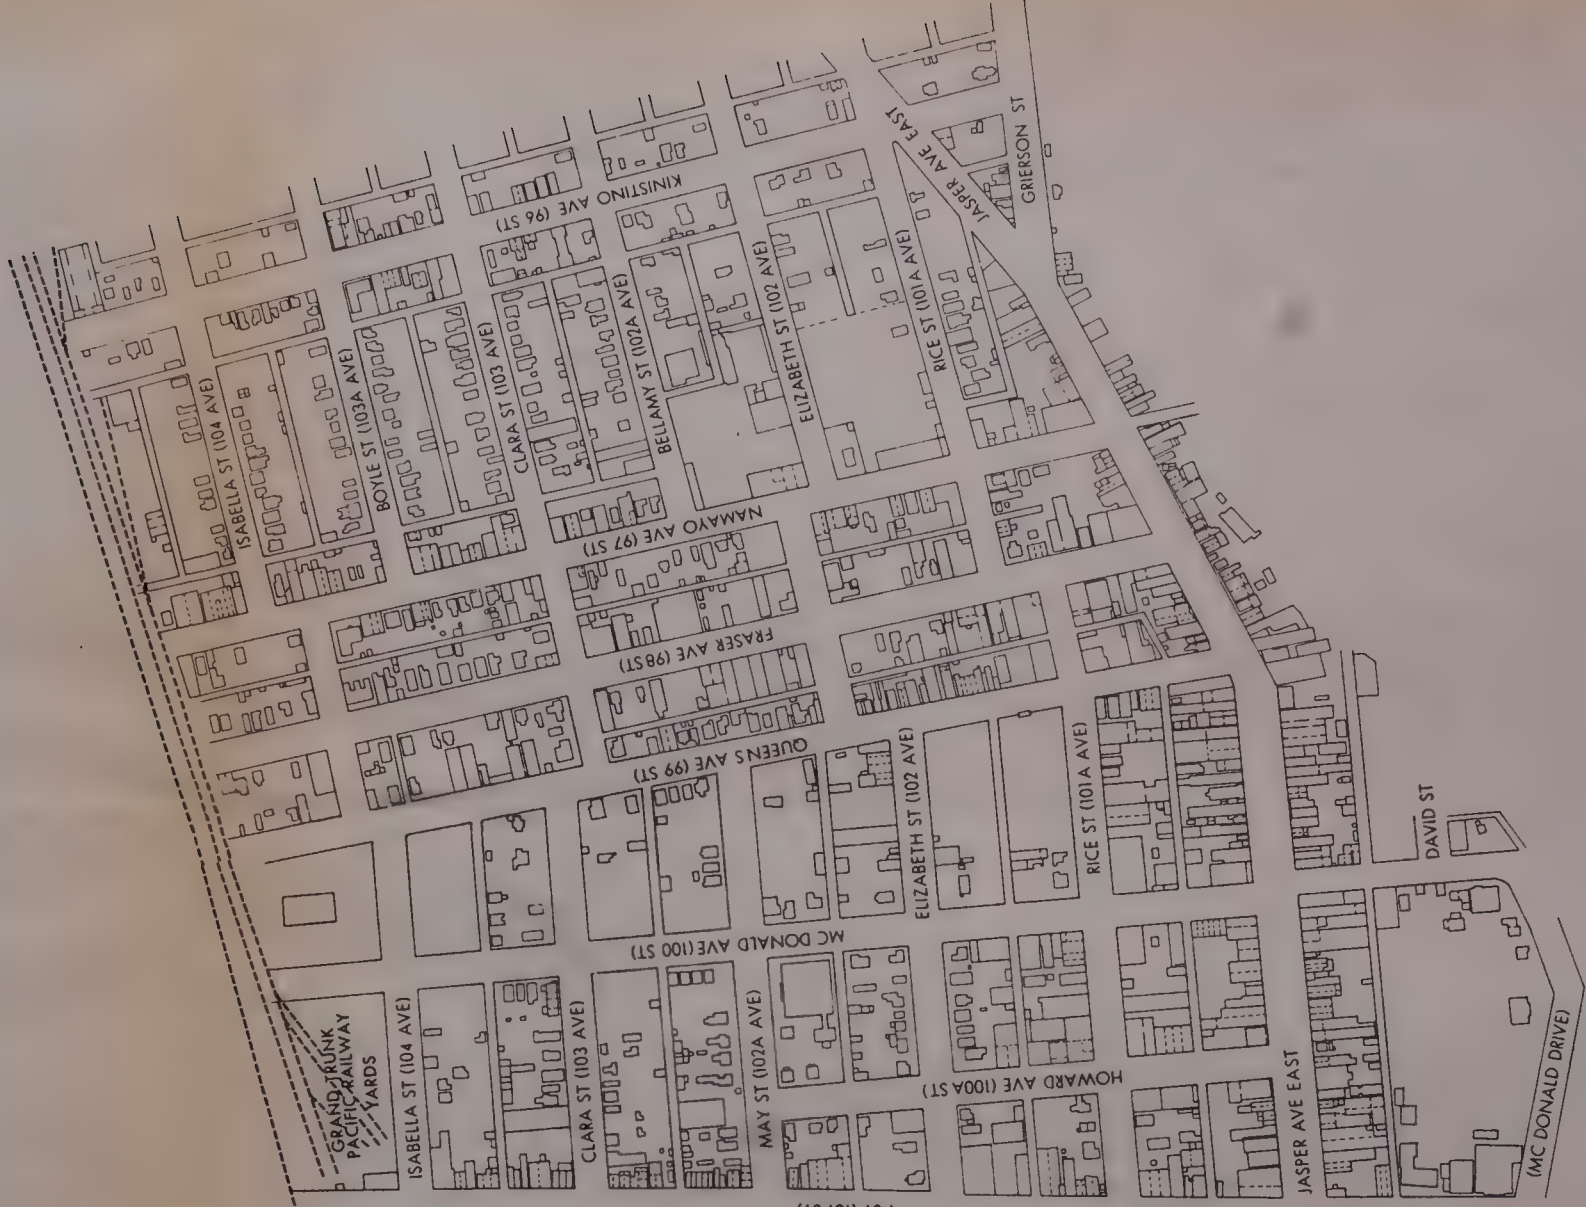 GRIERSON ST
JASPER AVE EAST
JASPER AVE EAST
KINISTINO AVE (96 ST)
RICE ST (101A AVE)
ELIZABETH ST (102 AVE)
BELLAMY ST (102A AVE)
CLARA ST (103 AVE)
BOYLE ST (103A AVE)
ISABELLA ST (104 AVE)
NAMAYO AVE (97 ST)
FRASER AVE (98 ST)
QUEENS AVE (99 ST)
ELIZABETH ST (102 AVE)
RICE ST (101A AVE)
DAVID ST
MC DONALD AVE (100 ST)
GRAND TRUNK
PACIFIC RAILWAY
YARDS
ISABELLA ST (104 AVE)
CLARA ST (103 AVE)
MAY ST (102A AVE)
HOWARD AVE (100A ST)
JASPER AVE EAST
(MC DONALD DRIVE)